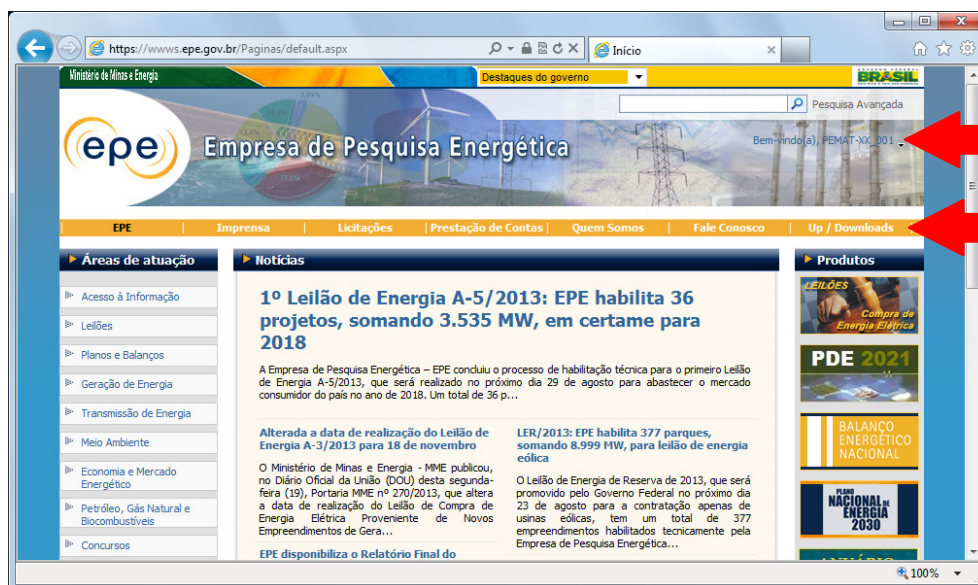 https://wwws.epe.gov.br/Paginas/default.aspx
Início
Ministério de Minas e Energia
Destaques do governo
BRASIL
Pesquisa Avançada
epe
Empresa de Pesquisa Energética
Bem-vindo(a), PEMAT-XX_001
EPE | Imprensa | Licitações | Prestação de Contas | Quem Somos | Fale Conosco | Up / Downloads
Áreas de atuação
Acesso à Informação
Leilões
Planos e Balanços
Geração de Energia
Transmissão de Energia
Meio Ambiente
Economia e Mercado
Energético
Petróleo, Gás Natural e
Biocombustíveis
Concursos
Notícias
1º Leilão de Energia A-5/2013: EPE habilita 36
projetos, somando 3.535 MW, em certame para
2018
A Empresa de Pesquisa Energética – EPE concluiu o processo de habilitação técnica para o primeiro Leilão
de Energia A-5/2013, que será realizado no próximo dia 29 de agosto para abastecer o mercado
consumidor do país no ano de 2018. Um total de 36 p...
Alterada a data de realização do Leilão de
Energia A-3/2013 para 18 de novembro
O Ministério de Minas e Energia - MME publicou,
no Diário Oficial da União (DOU) desta segunda-
feira (19), Portaria MME nº 270/2013, que altera
a data de realização do Leilão de Compra de
Energia Elétrica Proveniente de Novos
Empreendimentos de Gera...
EPE disponibiliza o Relatório Final do
LER/2013: EPE habilita 377 parques,
somando 8.999 MW, para leilão de energia
eólica
O Leilão de Energia de Reserva de 2013, que será
promovido pelo Governo Federal no próximo dia
23 de agosto para a contratação apenas de
usinas eólicas, tem um total de 377
empreendimentos habilitados tecnicamente pela
Empresa de Pesquisa Energética...
Produtos
LEILÕES
Compra de
Energia Elétrica
PDE 2021
BALANÇO
ENERGÉTICO
NACIONAL
PLANO
NACIONAL DE
ENERGIA
2030
100%